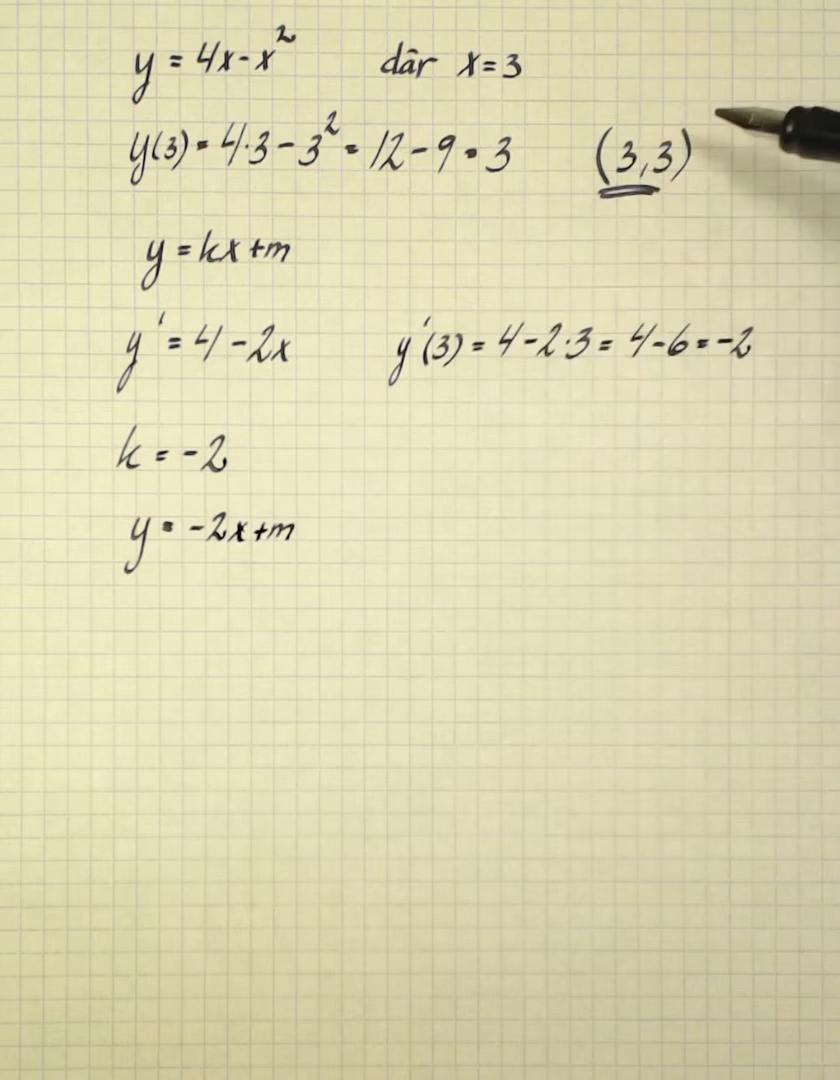 y = 4x - x² där x = 3
y(3) = 4·3 - 3² = 12 - 9 = 3 (3,3)
y = kx + m
y' = 4 - 2x y'(3) = 4 - 2·3 = 4 - 6 = -2
k = -2
y = -2x + m